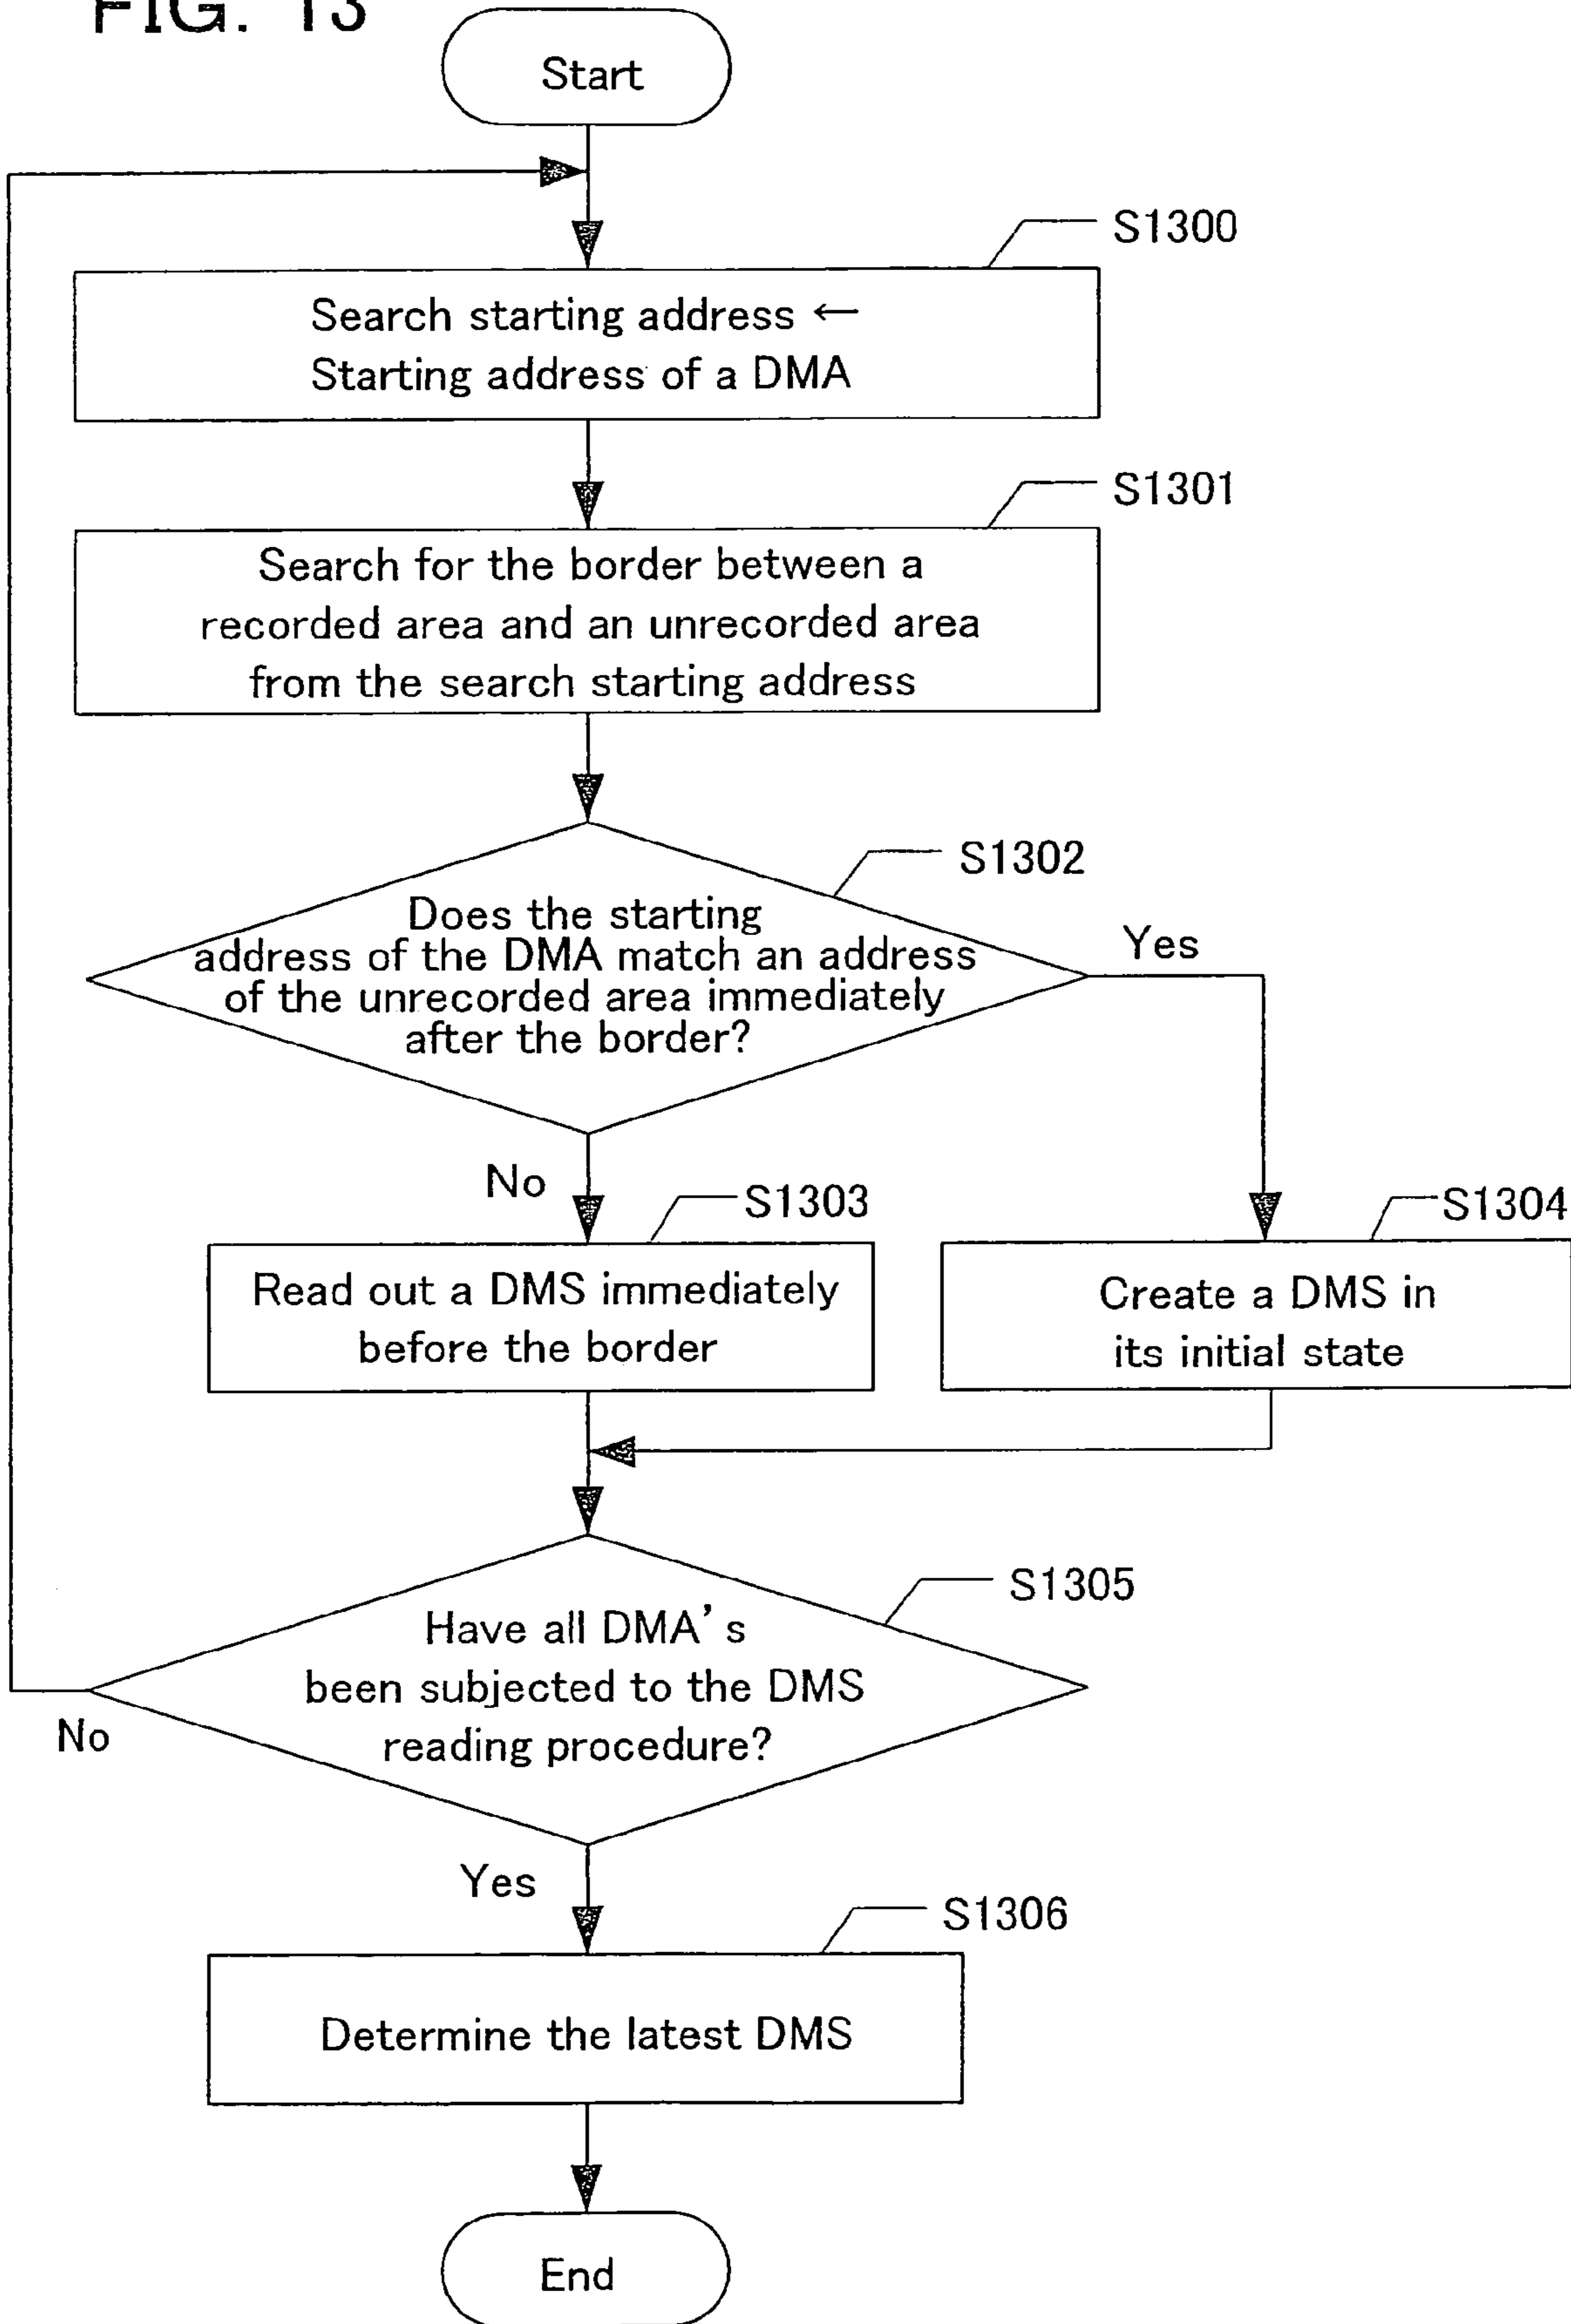 FIG. 13
Start
S1300
Search starting address ←
Starting address of a DMA
S1301
Search for the border between a
recorded area and an unrecorded area
from the search starting address
S1302
Does the starting
address of the DMA match an address
of the unrecorded area immediately
after the border?
Yes
No
S1303
S1304
Read out a DMS immediately
before the border
Create a DMS in
its initial state
S1305
Have all DMA's
been subjected to the DMS
reading procedure?
No
Yes
S1306
Determine the latest DMS
End